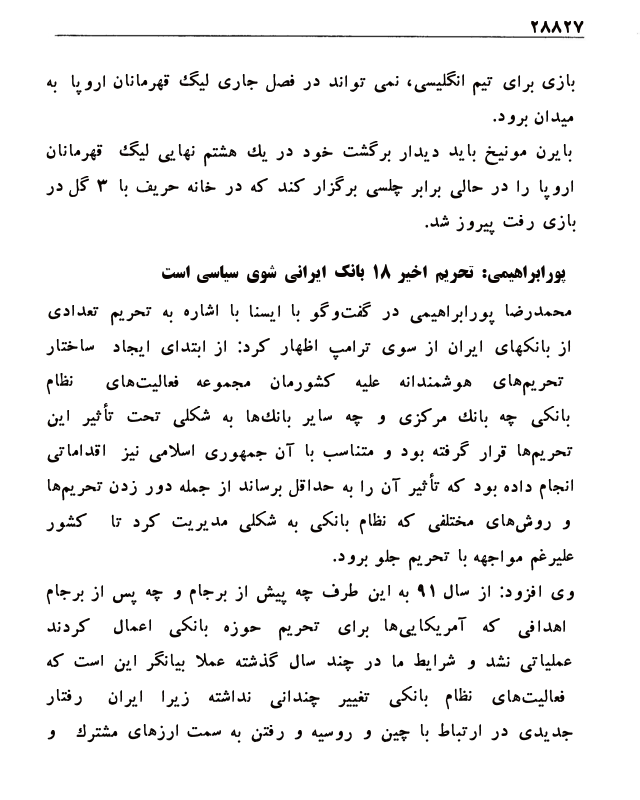 ۲۸۸۲۷
بازی برای تیم انگلیسی، نمی تواند در فصل جاری لیگ قهرمانان اروپا به
میدان برود.
بایرن مونیخ باید دیدار برگشت خود در یك هشتم نهایی لیگ قهرمانان
اروپا را در حالی برابر چلسی برگزار کند که در خانه حریف با ۳ گل در
بازی رفت پیروز شد.
پورابراهیمی: تحریم اخیر ۱۸ بانک ایرانی شوی سیاسی است
محمدرضا پورابراهیمی در گفت‌وگو با ایسنا با اشاره به تحریم تعدادی
از بانکهای ایران از سوی ترامپ اظهار کرد: از ابتدای ایجاد ساختار
تحریم‌های هوشمندانه علیه کشورمان مجموعه فعالیت‌های نظام
بانکی چه بانك مرکزی و چه سایر بانك‌ها به شکلی تحت تأثیر این
تحریم‌ها قرار گرفته بود و متناسب با آن جمهوری اسلامی نیز اقداماتی
انجام داده بود که تأثیر آن را به حداقل برساند از جمله دور زدن تحریم‌ها
و روش‌های مختلفی که نظام بانکی به شکلی مدیریت کرد تا کشور
علیرغم مواجهه با تحریم جلو برود.
وی افزود: از سال ۹۱ به این طرف چه پیش از برجام و چه پس از برجام
اهدافی که آمریکایی‌ها برای تحریم حوزه بانکی اعمال کردند
عملیاتی نشد و شرایط ما در چند سال گذشته عملا بیانگر این است که
فعالیت‌های نظام بانکی تغییر چندانی نداشته زیرا ایران رفتار
جدیدی در ارتباط با چین و روسیه و رفتن به سمت ارزهای مشترك و